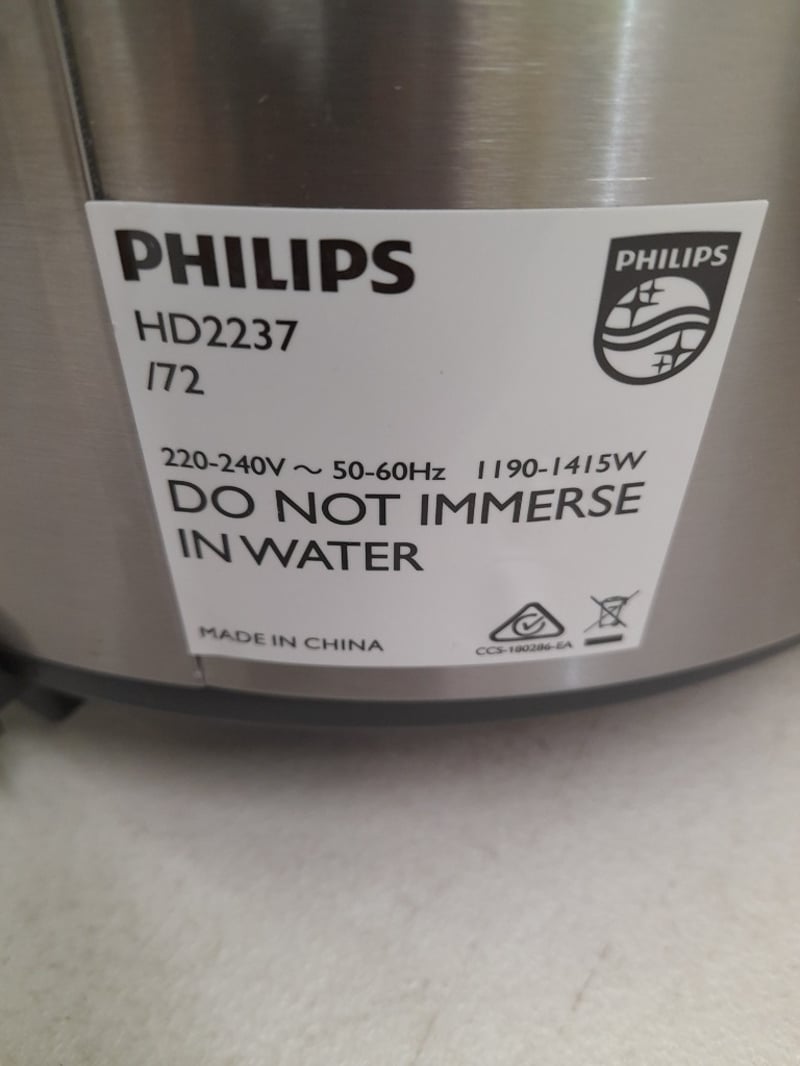 PHILIPS
PHILIPS
HD2237
/72
220-240V ~ 50-60Hz 1190-1415W
DO NOT IMMERSE
IN WATER
MADE IN CHINA
CCS-180286-EA